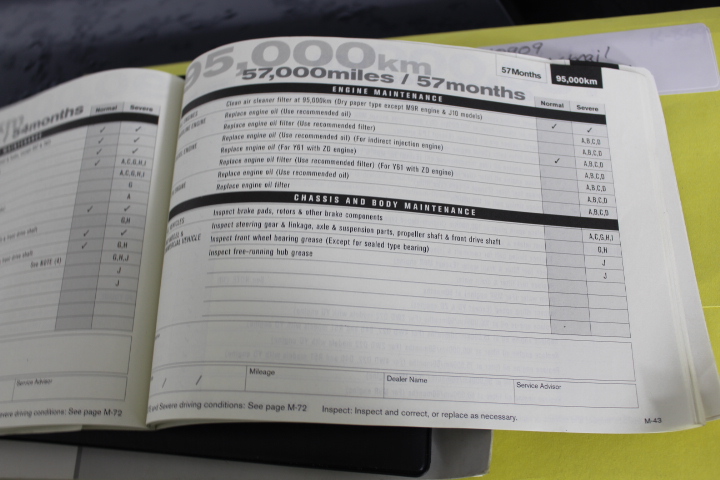 54months
Normal Severe
✓ ✓
✓ ✓
✓ ✓
✓ A,C,G,H,I
A,C,G,H,I
G
A
✓ ✓
G,H
✓ ✓
✓ G,H
See NOTE (4) G,H,J
J
J
Service Advisor
Severe driving conditions: See page M-72
95,000km
57,000miles / 57months
57Months 95,000km
ENGINE MAINTENANCE Normal Severe
Clean air cleaner filter at 95,000km (Dry paper type except M9R engine & J10 models)
Replace engine oil (Use recommended oil) ✓ ✓
Replace engine oil filter (Use recommended filter) A,B,C,D
Replace engine oil (Use recommended oil) (For indirect injection engine) A,B,C,D
Replace engine oil (For Y61 with ZD engine) ✓ A,B,C,D
Replace engine oil filter (Use recommended filter) (For Y61 with ZD engine) A,B,C,D
Replace engine oil (Use recommended oil) A,B,C,D
Replace engine oil filter A,B,C,D
CHASSIS AND BODY MAINTENANCE
Inspect brake pads, rotors & other brake components A,C,G,H,I
Inspect steering gear & linkage, axle & suspension parts, propeller shaft & front drive shaft G,H
Inspect front wheel bearing grease (Except for sealed type bearing) J
Inspect free-running hub grease J
/ / Mileage Dealer Name Service Advisor
and Severe driving conditions: See page M-72 Inspect: Inspect and correct, or replace as necessary.
M-43